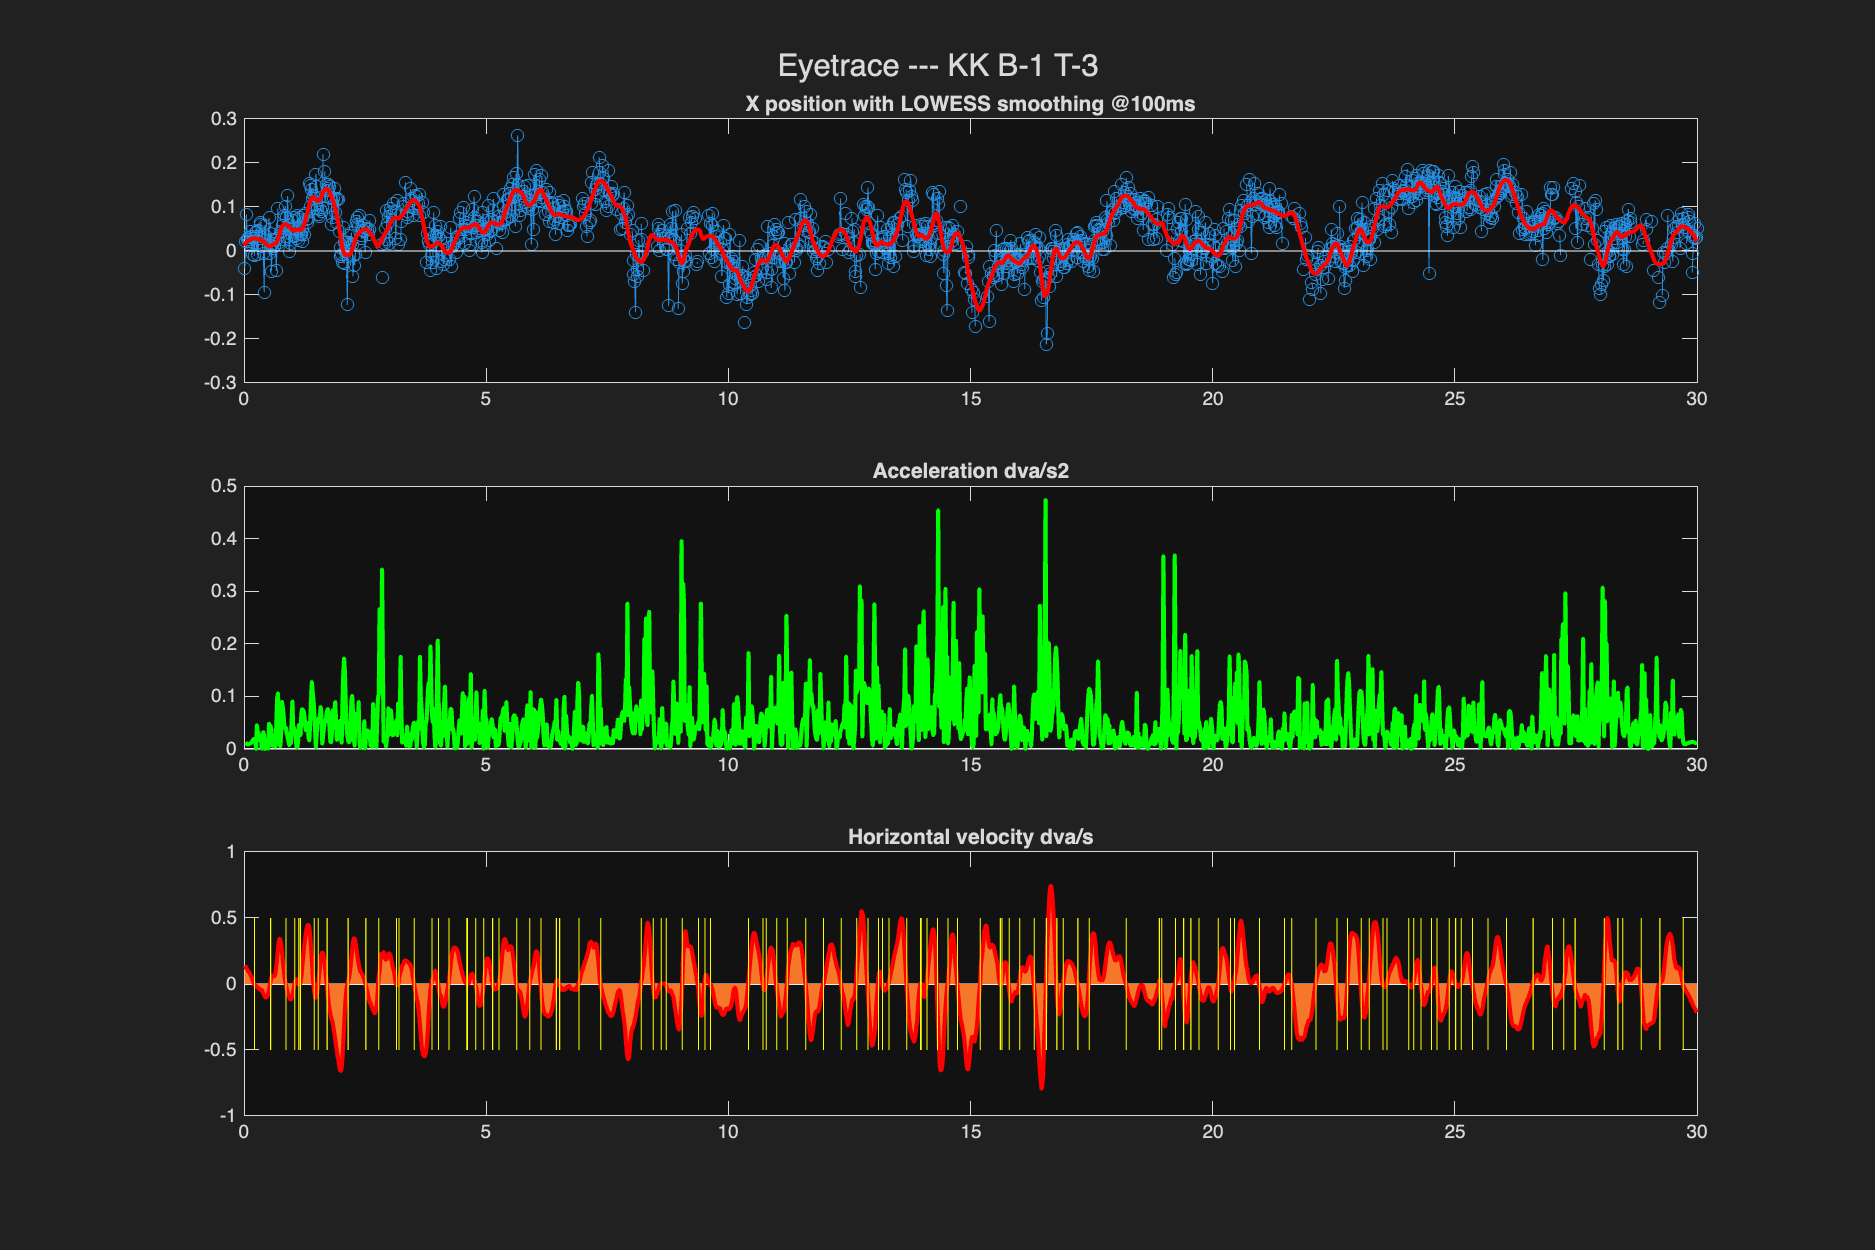 Eyetrace --- KK B-1 T-3
X position with LOWESS smoothing @100ms
0.3
0.2
0.1
0
-0.1
-0.2
-0.3
0 5 10 15 20 25 30
Acceleration dva/s2
0.5
0.4
0.3
0.2
0.1
0
0 5 10 15 20 25 30
Horizontal velocity dva/s
1
0.5
0
-0.5
-1
0 5 10 15 20 25 30